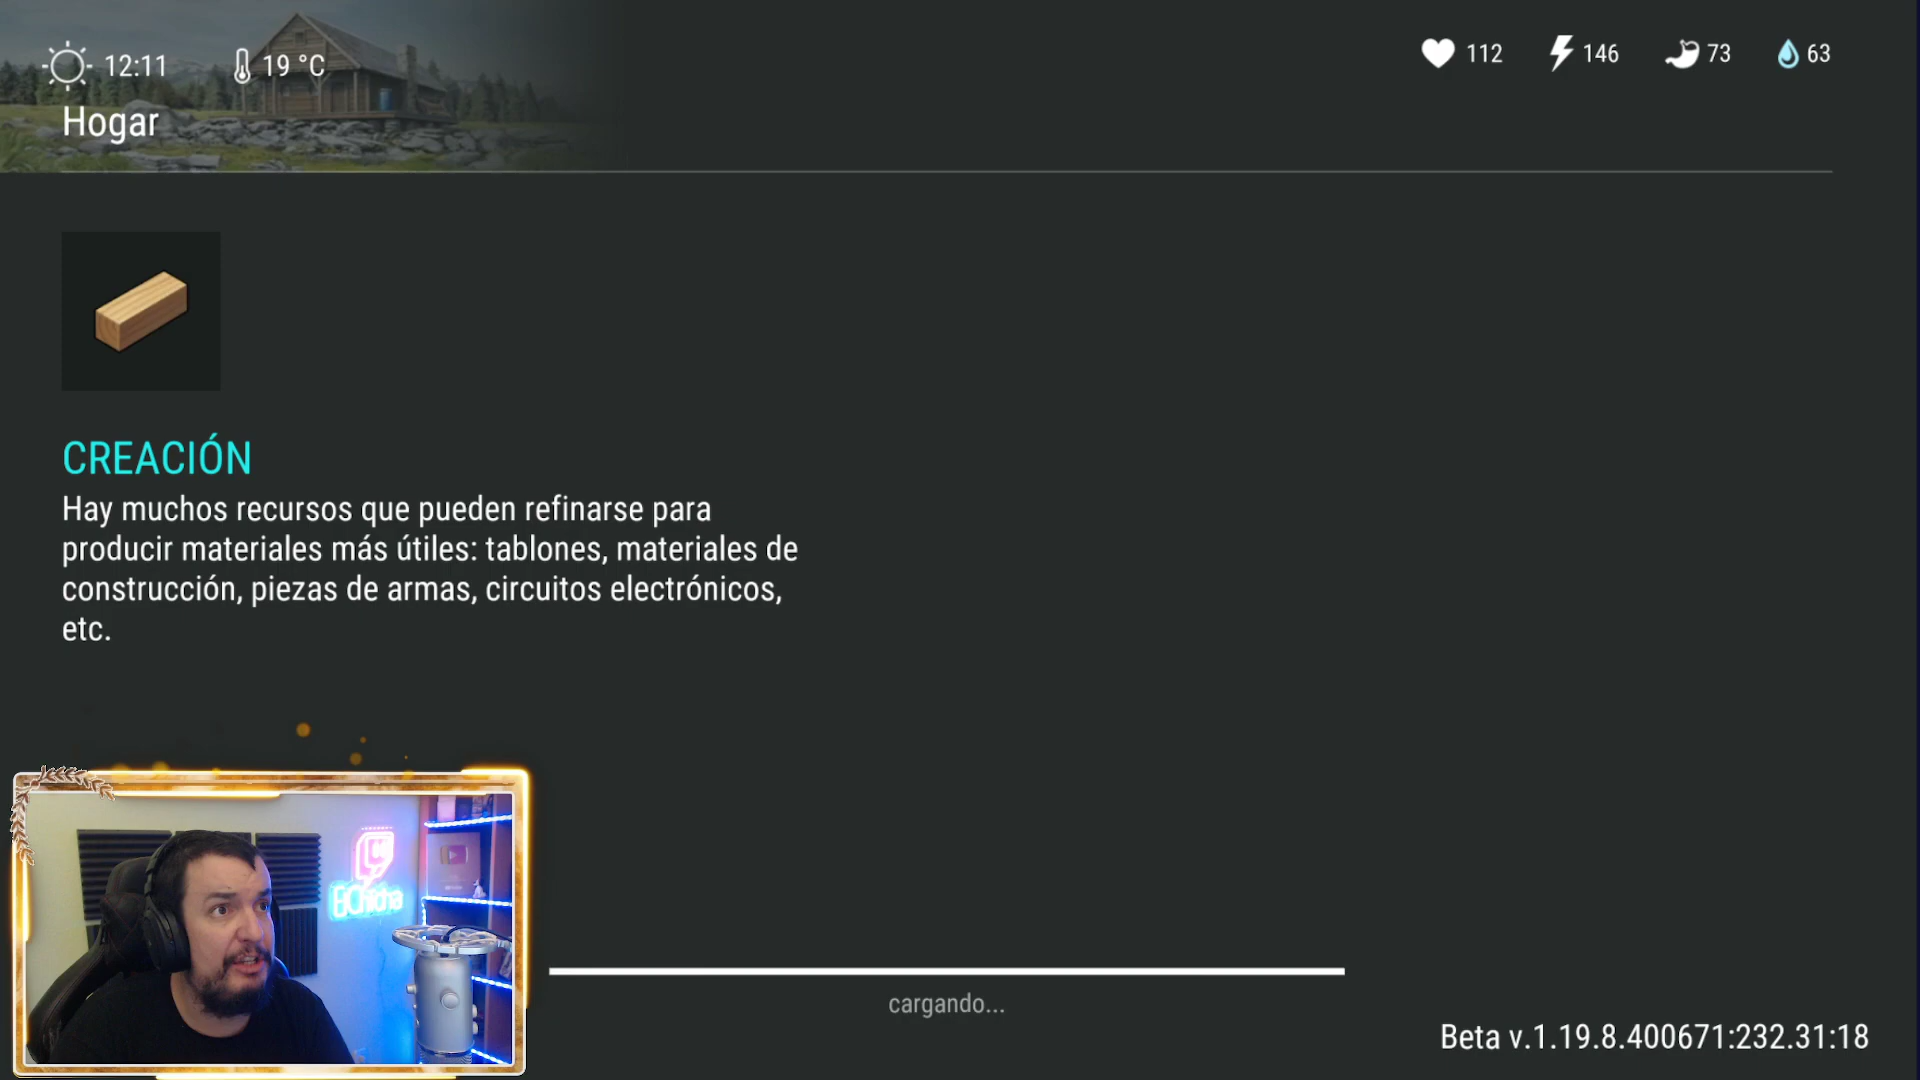 12:11
19 °C
112
146
73
63
Hogar
CREACIÓN
Hay muchos recursos que pueden refinarse para
producir materiales más útiles: tablones, materiales de
construcción, piezas de armas, circuitos electrónicos,
etc.
ElChicha
cargando...
Beta v.1.19.8.400671:232.31:18